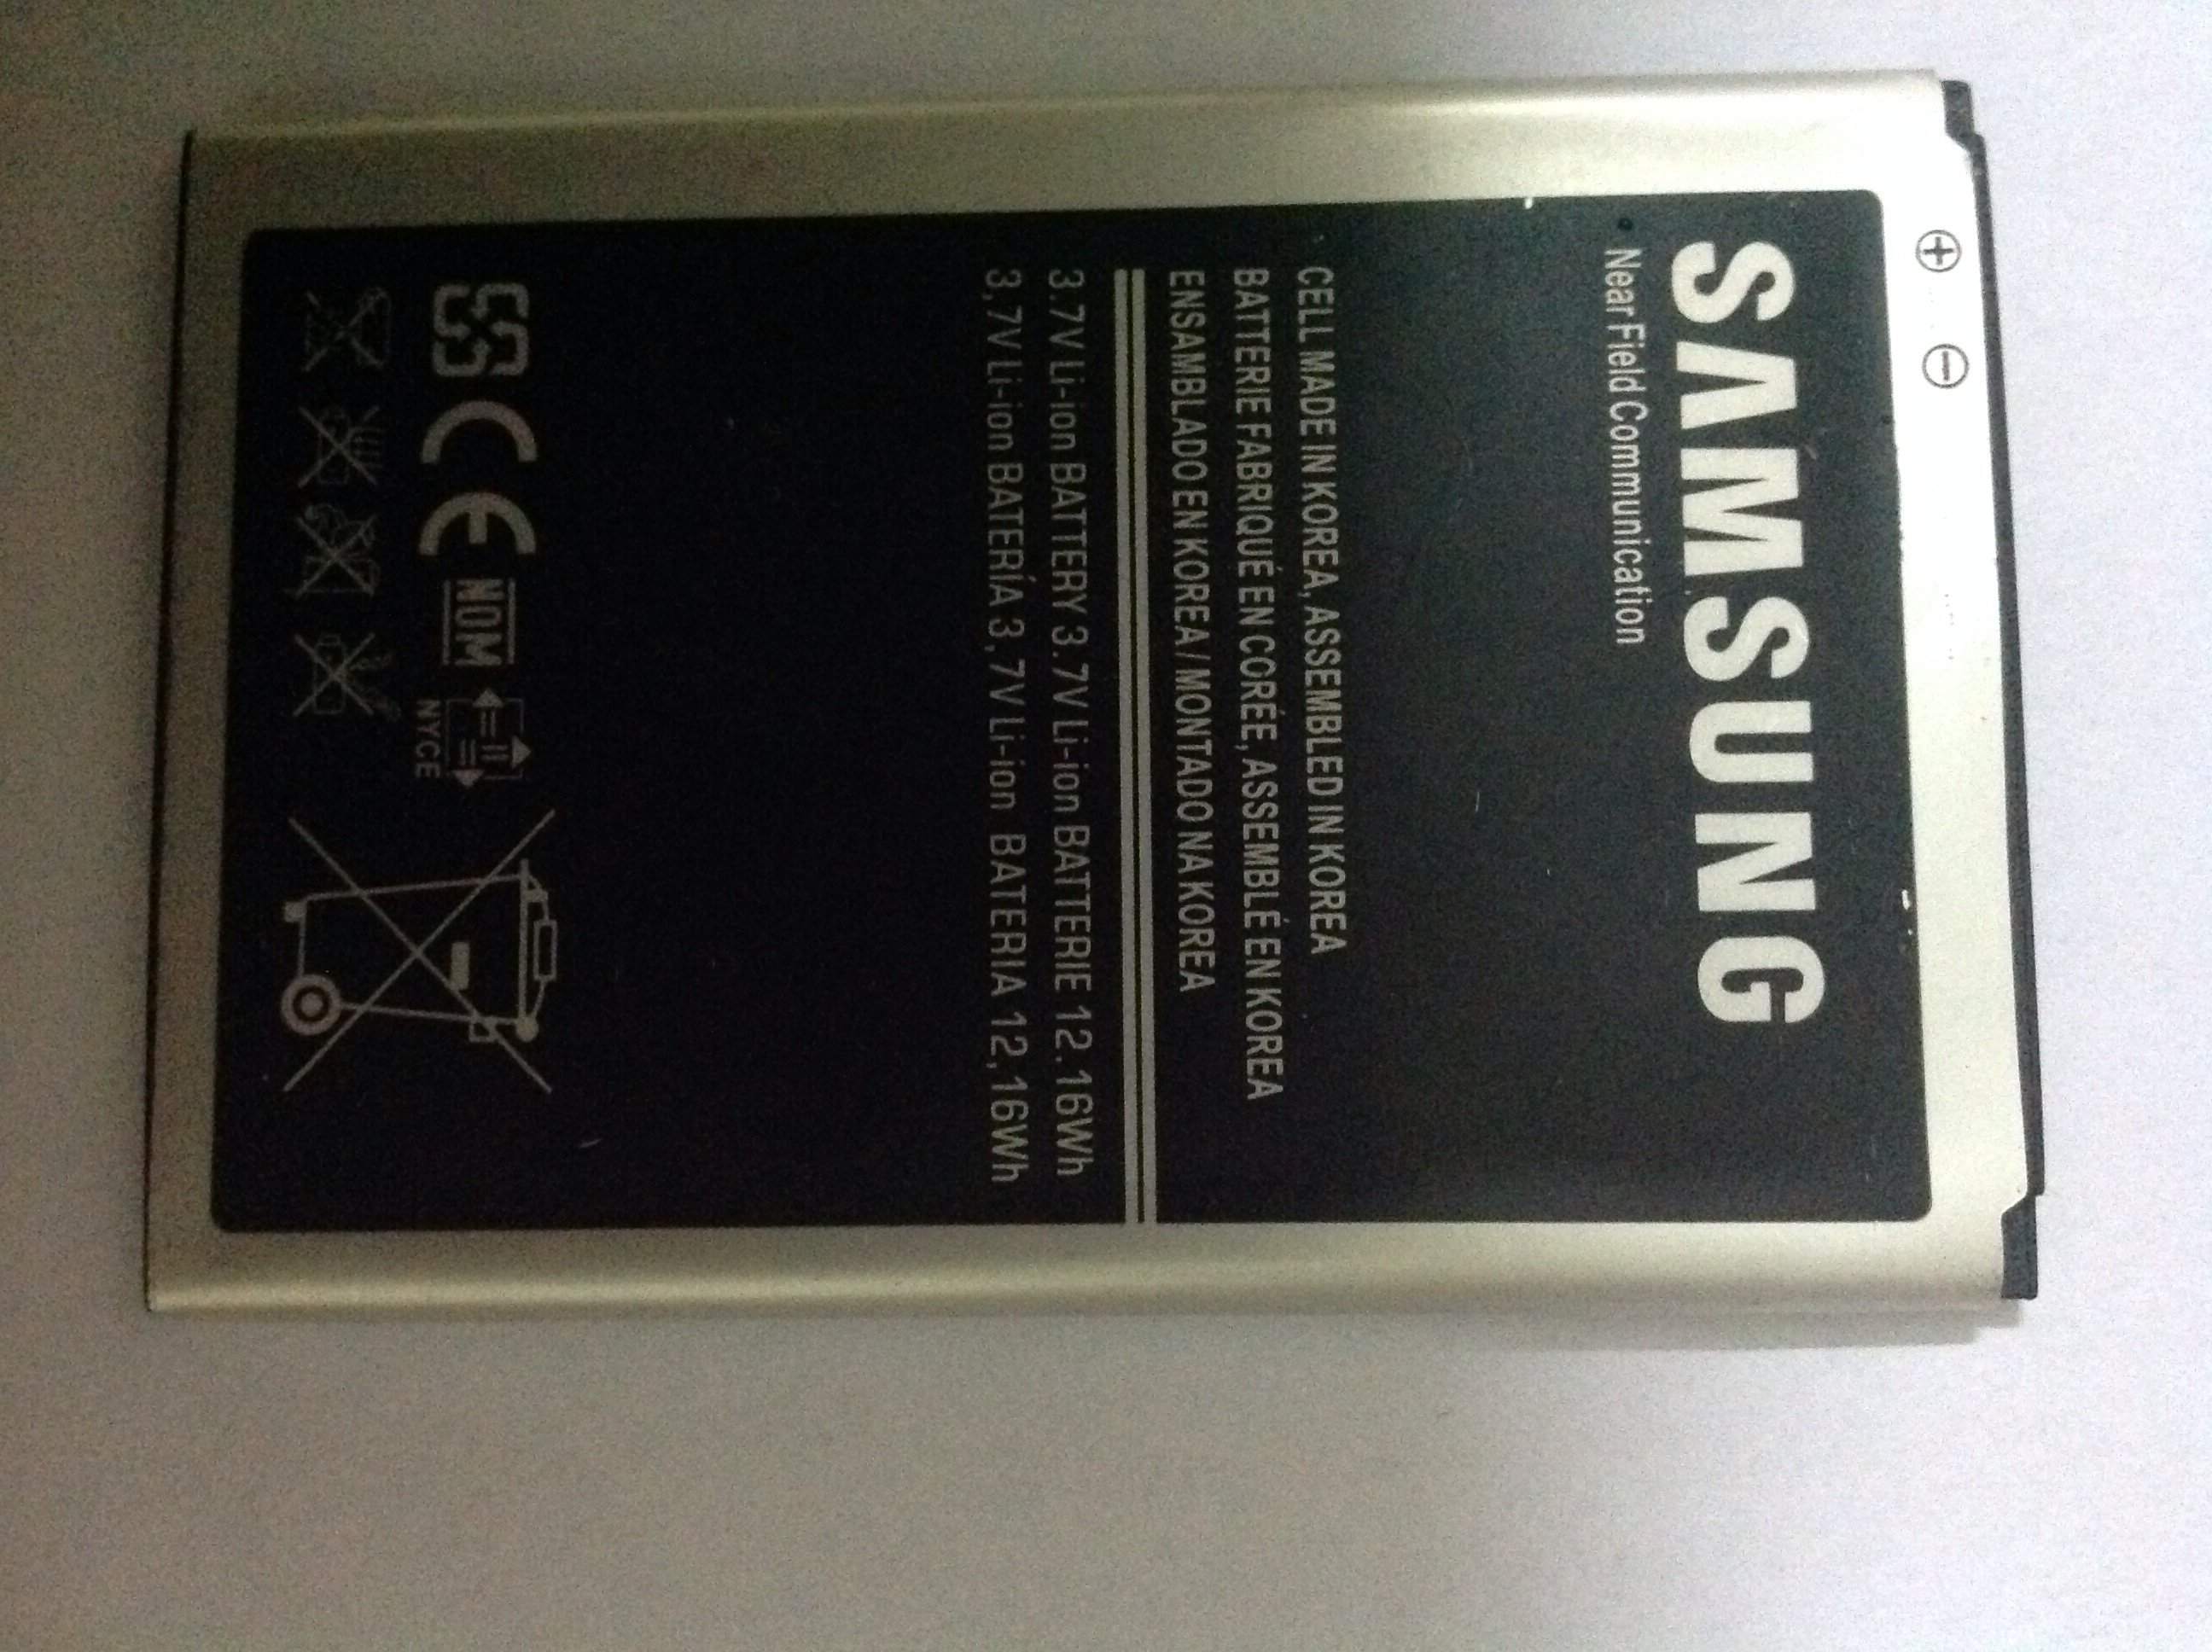 + −
SAMSUNG
Near Field Communication
CELL MADE IN KOREA, ASSEMBLED IN KOREA
BATTERIE FABRIQUÉ EN CORÉE, ASSEMBLÉ EN KOREA
ENSAMBLADO EN KOREA / MONTADO NA KOREA
3.7V Li-ion BATTERY 3.7V Li-ion BATTERIE 12.16Wh
3,7V Li-ion BATERÍA 3,7V Li-ion BATERIA 12,16Wh
CE NOM
NYCE